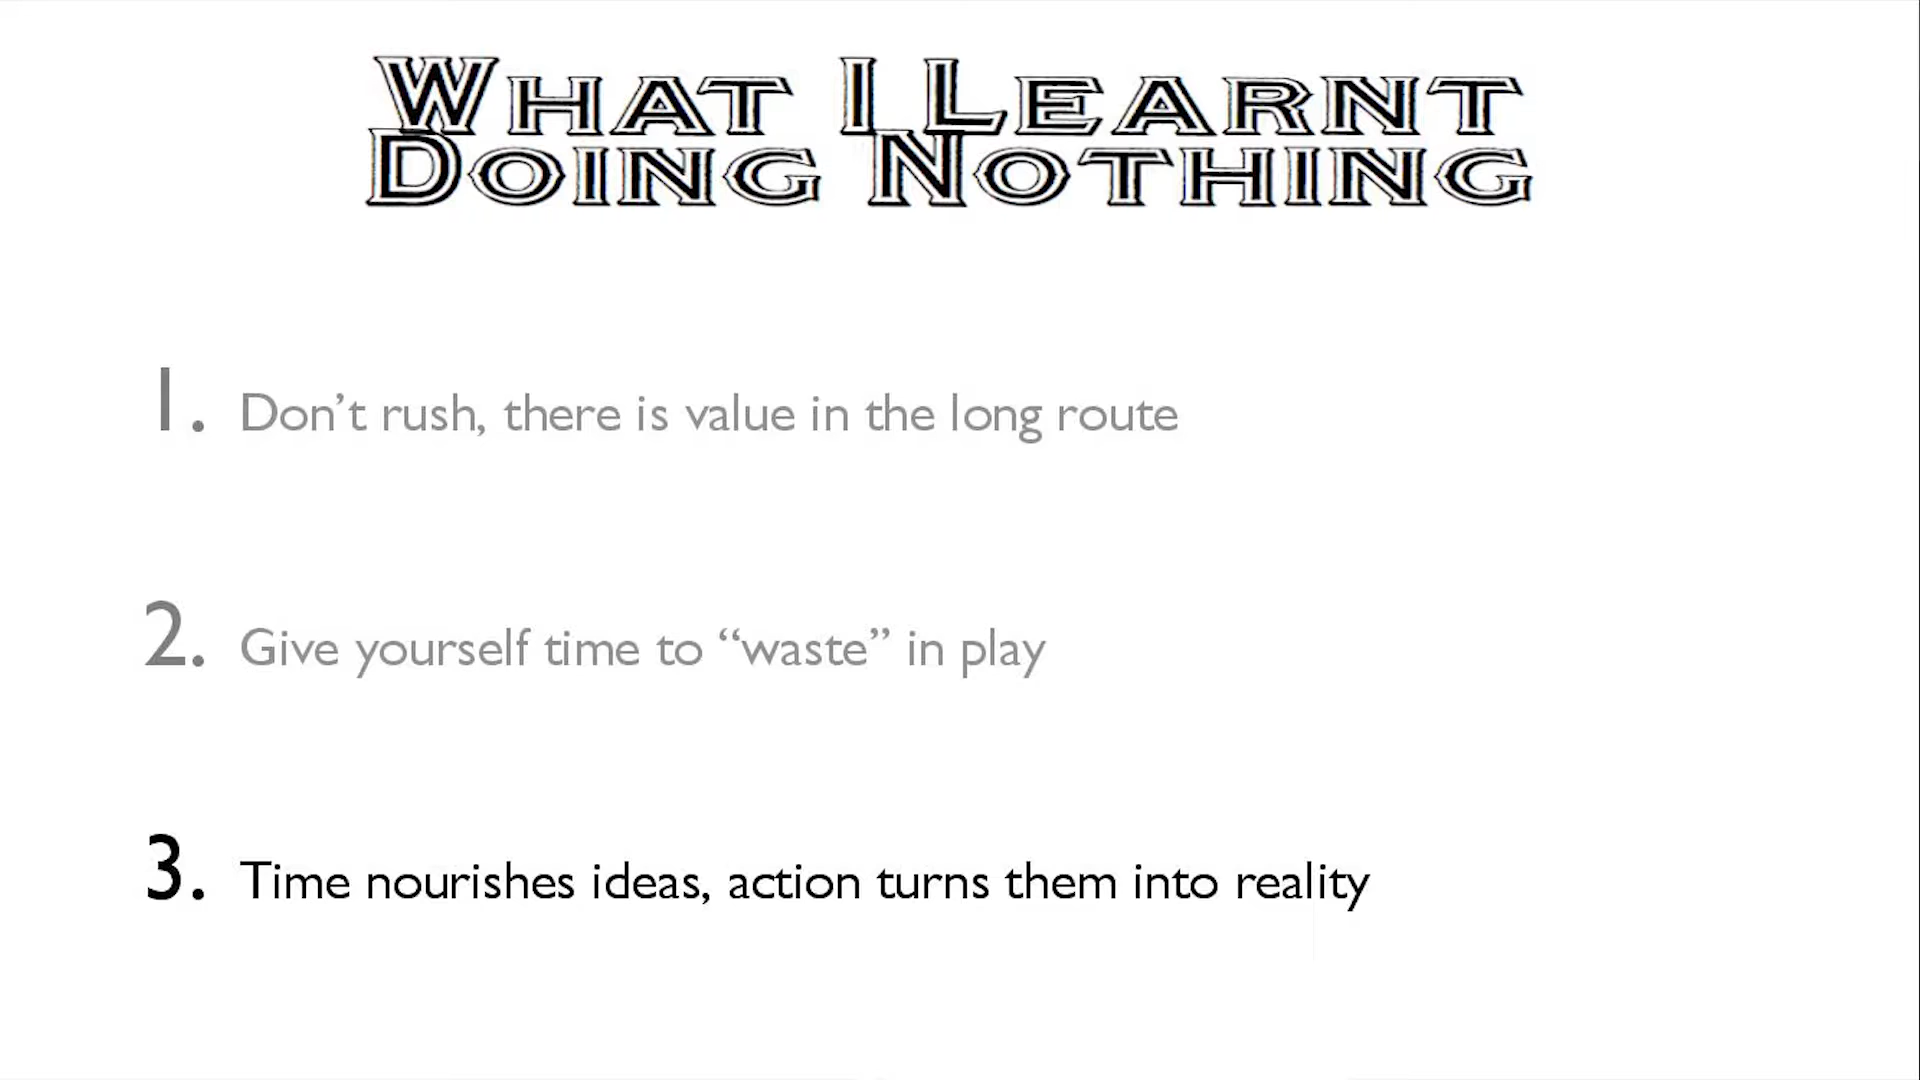 WHAT I LEARNT
DOING NOTHING
1. Don’t rush, there is value in the long route
2. Give yourself time to “waste” in play
3. Time nourishes ideas, action turns them into reality